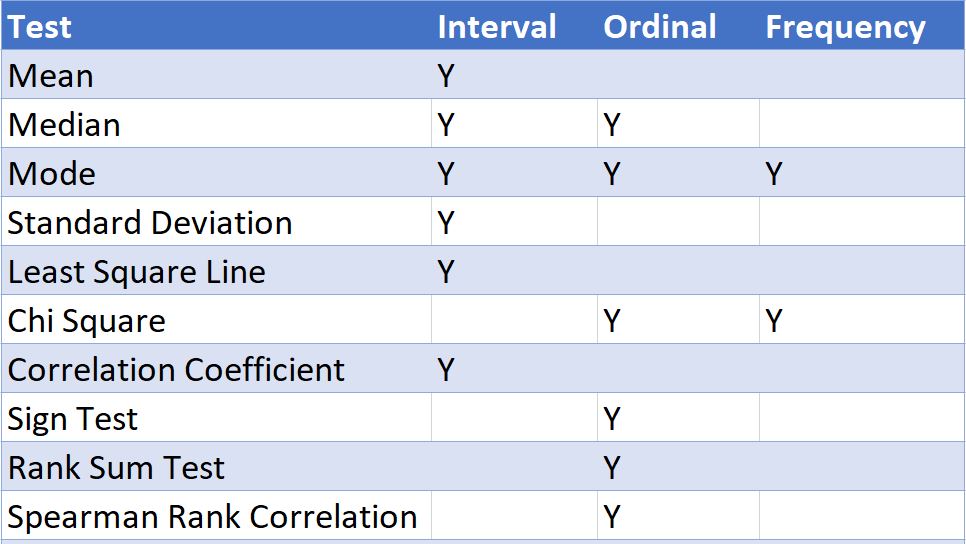 Test Interval Ordinal Frequency
Mean Y
Median Y Y
Mode Y Y Y
Standard Deviation Y
Least Square Line Y
Chi Square Y Y
Correlation Coefficient Y
Sign Test Y
Rank Sum Test Y
Spearman Rank Correlation Y